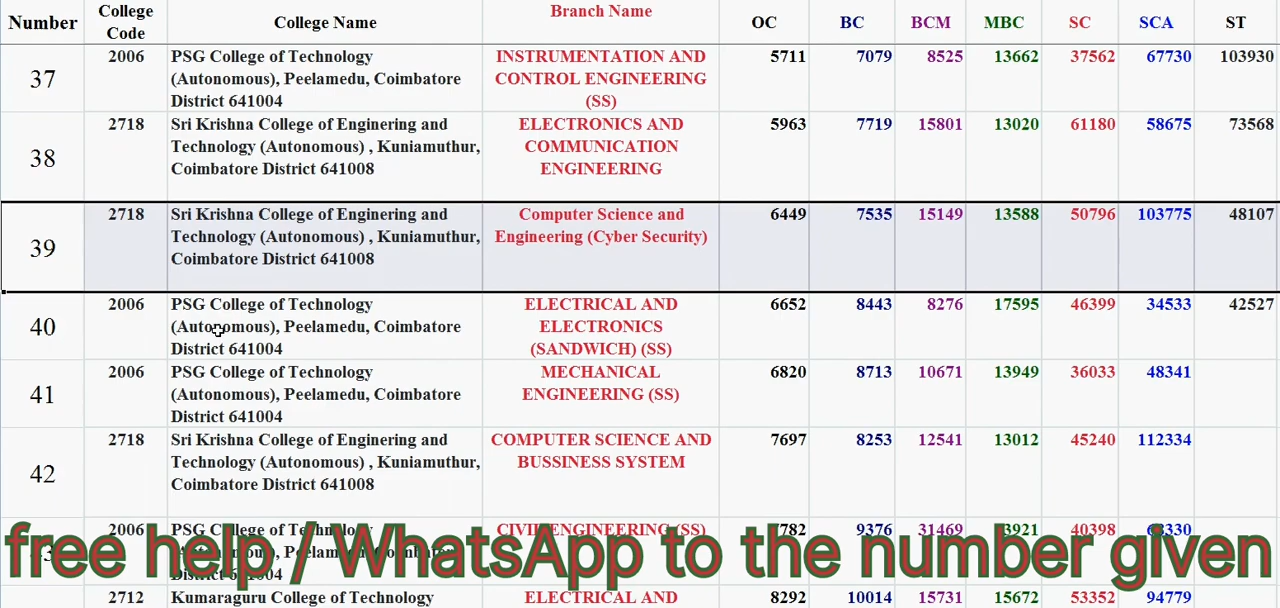 Number College Code College Name Branch Name OC BC BCM MBC SC SCA ST
37 2006 PSG College of Technology (Autonomous), Peelamedu, Coimbatore District 641004 INSTRUMENTATION AND CONTROL ENGINEERING (SS) 5711 7079 8525 13662 37562 67730 103930
38 2718 Sri Krishna College of Enginering and Technology (Autonomous) , Kuniamuthur, Coimbatore District 641008 ELECTRONICS AND COMMUNICATION ENGINEERING 5963 7719 15801 13020 61180 58675 73568
39 2718 Sri Krishna College of Enginering and Technology (Autonomous) , Kuniamuthur, Coimbatore District 641008 Computer Science and Engineering (Cyber Security) 6449 7535 15149 13588 50796 103775 48107
40 2006 PSG College of Technology (Autonomous), Peelamedu, Coimbatore District 641004 ELECTRICAL AND ELECTRONICS (SANDWICH) (SS) 6652 8443 8276 17595 46399 34533 42527
41 2006 PSG College of Technology (Autonomous), Peelamedu, Coimbatore District 641004 MECHANICAL ENGINEERING (SS) 6820 8713 10671 13949 36033 48341
42 2718 Sri Krishna College of Enginering and Technology (Autonomous) , Kuniamuthur, Coimbatore District 641008 COMPUTER SCIENCE AND BUSSINESS SYSTEM 7697 8253 12541 13012 45240 112334
2006 PSG College of Technology CIVIL ENGINEERING (SS) 9376 31469 40398
free help / WhatsApp to the number given
2712 Kumaraguru College of Technology ELECTRICAL AND 8292 10014 15731 15672 53352 94779